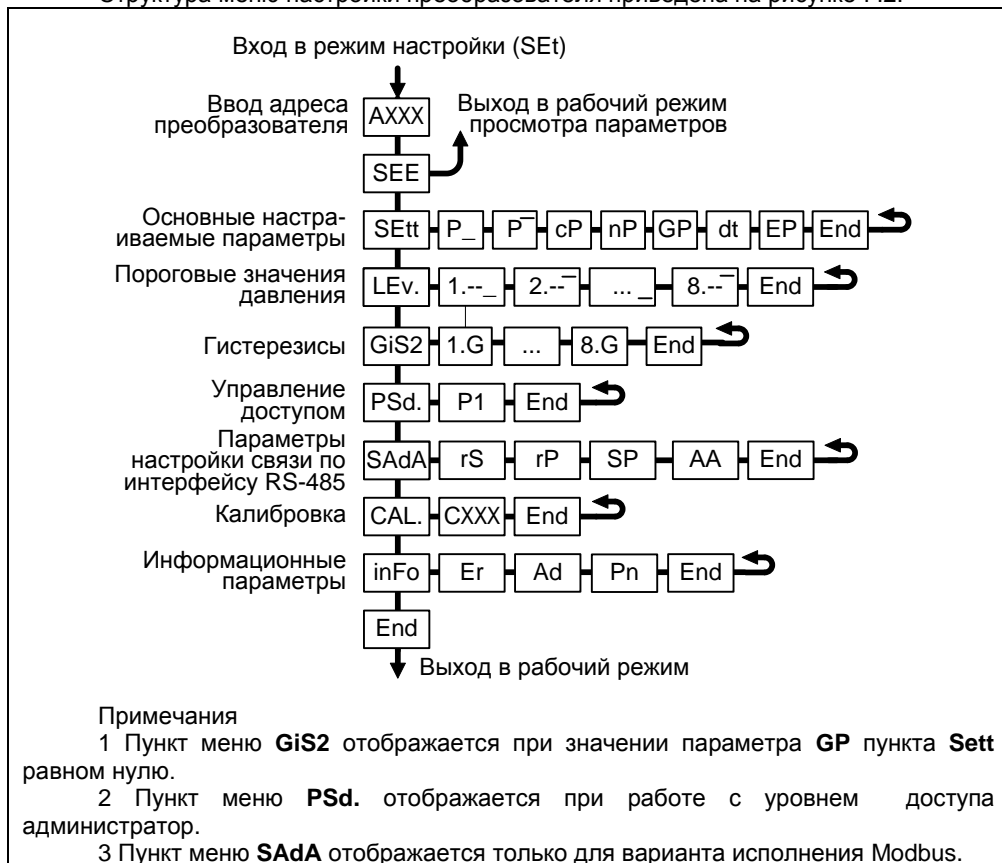 Вход в режим настройки (SEt)
Ввод адреса
преобразователя
AXXX
Выход в рабочий режим
просмотра параметров
SEE
Основные настра-
иваемые параметры
SEtt P_ P¯ cP nP GP dt EP End
Пороговые значения
давления
LEv. 1.--_ 2.--¯ ... _ 8.--¯ End
Гистерезисы
GiS2 1.G ... 8.G End
Управление
доступом
PSd. P1 End
Параметры
настройки связи по
интерфейсу RS-485
SAdA rS rP SP AA End
Калибровка
CAL. CXXX End
Информационные
параметры
inFo Er Ad Pn End
End
Выход в рабочий режим
Примечания
1 Пункт меню GiS2 отображается при значении параметра GP пункта Sett
равном нулю.
2 Пункт меню PSd. отображается при работе с уровнем доступа
администратор.
3 Пункт меню SAdA отображается только для варианта исполнения Modbus.